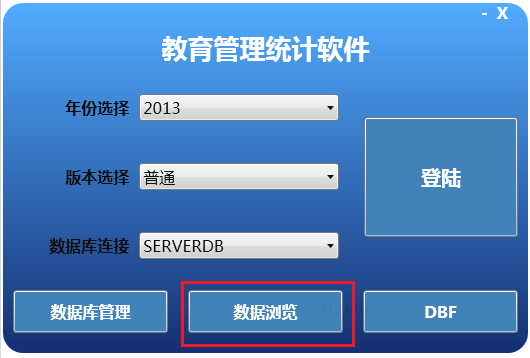 - X
教育管理统计软件
年份选择 2013
版本选择 普通
登陆
数据库连接 SERVERDB
数据库管理 数据浏览 DBF